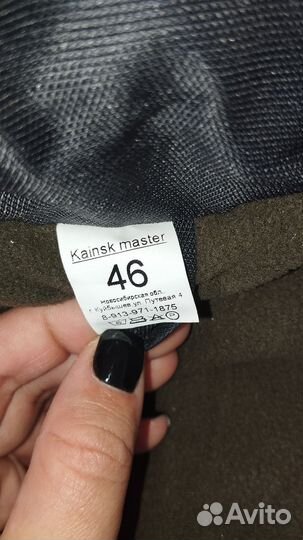 Kainsk master
46
Новосибирская обл.
г.Куйбышев,ул. Путевая 4
8-913-971-1875
Avito